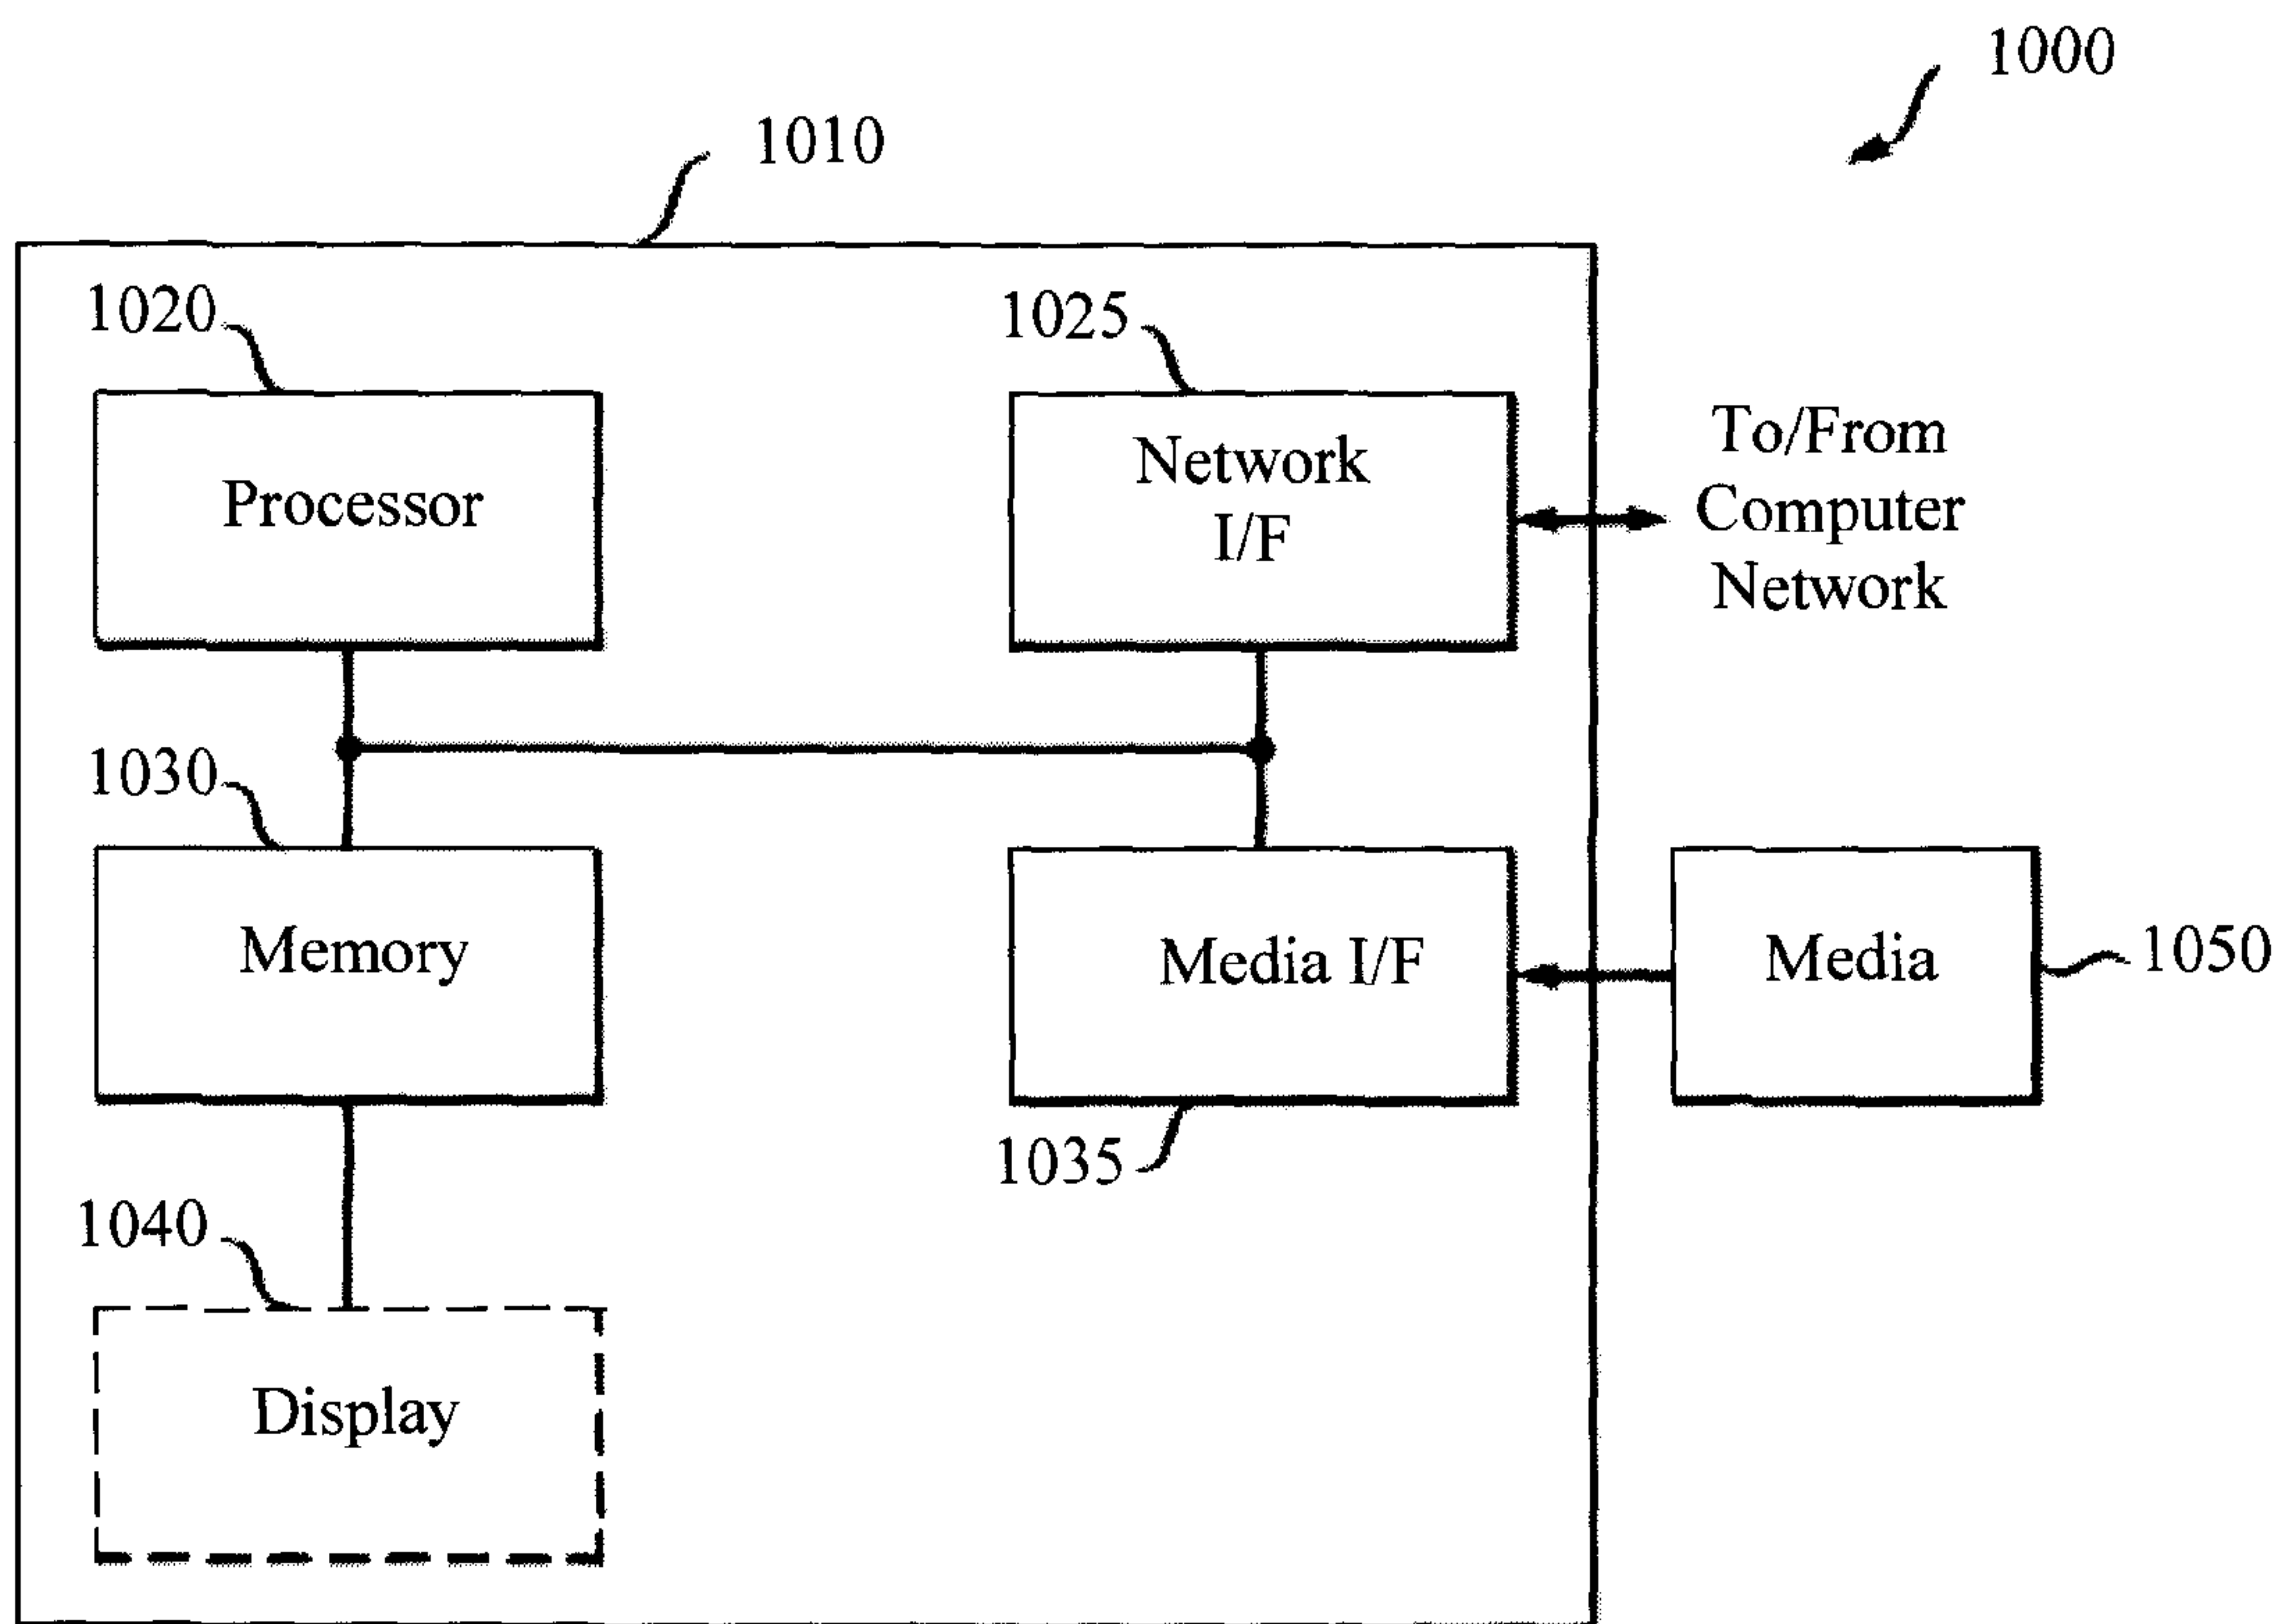 1000
1010
1020
1025
Processor
Network
I/F
To/From
Computer
Network
1030
Memory
Media I/F
Media
1050
1035
1040
Display